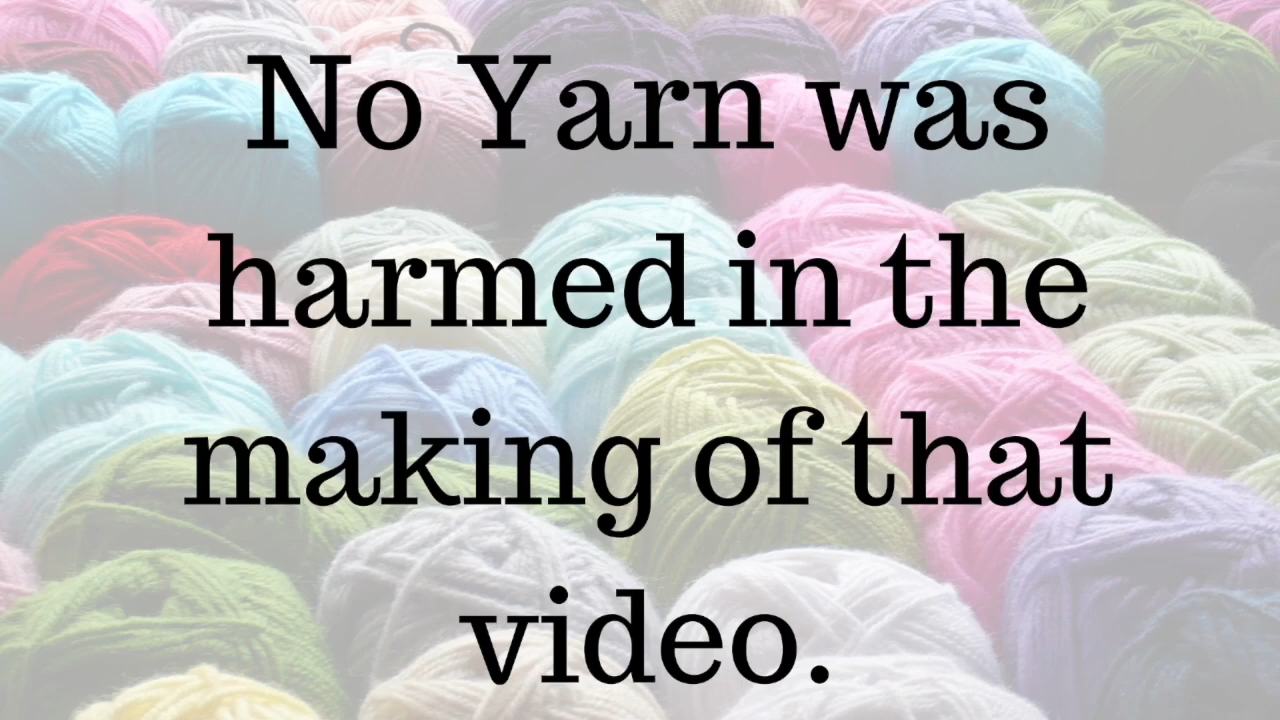 No Yarn was
harmed in the
making of that
video.